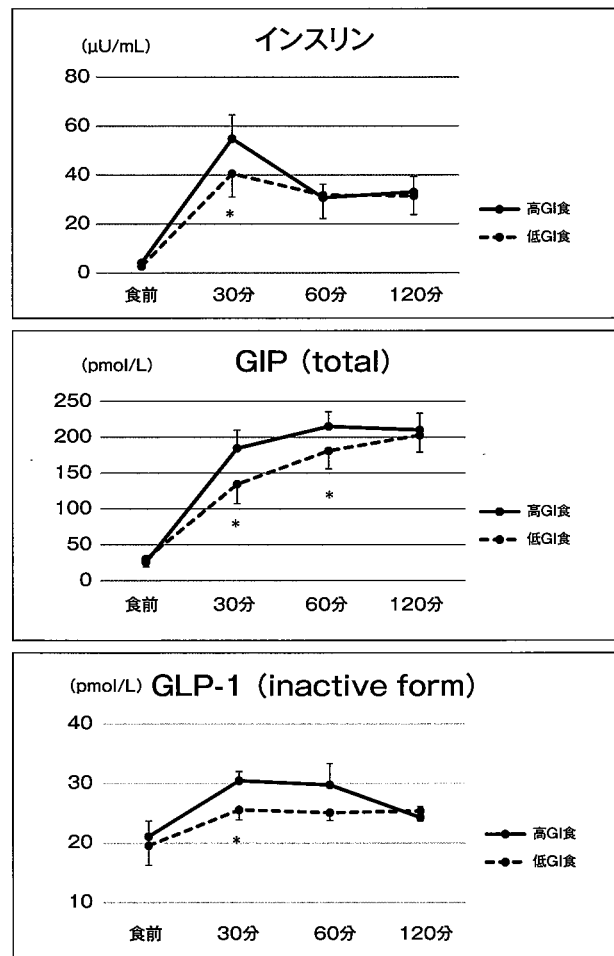 インスリン
(μU/mL)
80
60
40
20
0
*
食前 30分 60分 120分
高GI食
低GI食
GIP (total)
(pmol/L)
250
200
150
100
50
0
* *
食前 30分 60分 120分
高GI食
低GI食
(pmol/L) GLP-1 (inactive form)
40
30
20
10
*
食前 30分 60分 120分
高GI食
低GI食